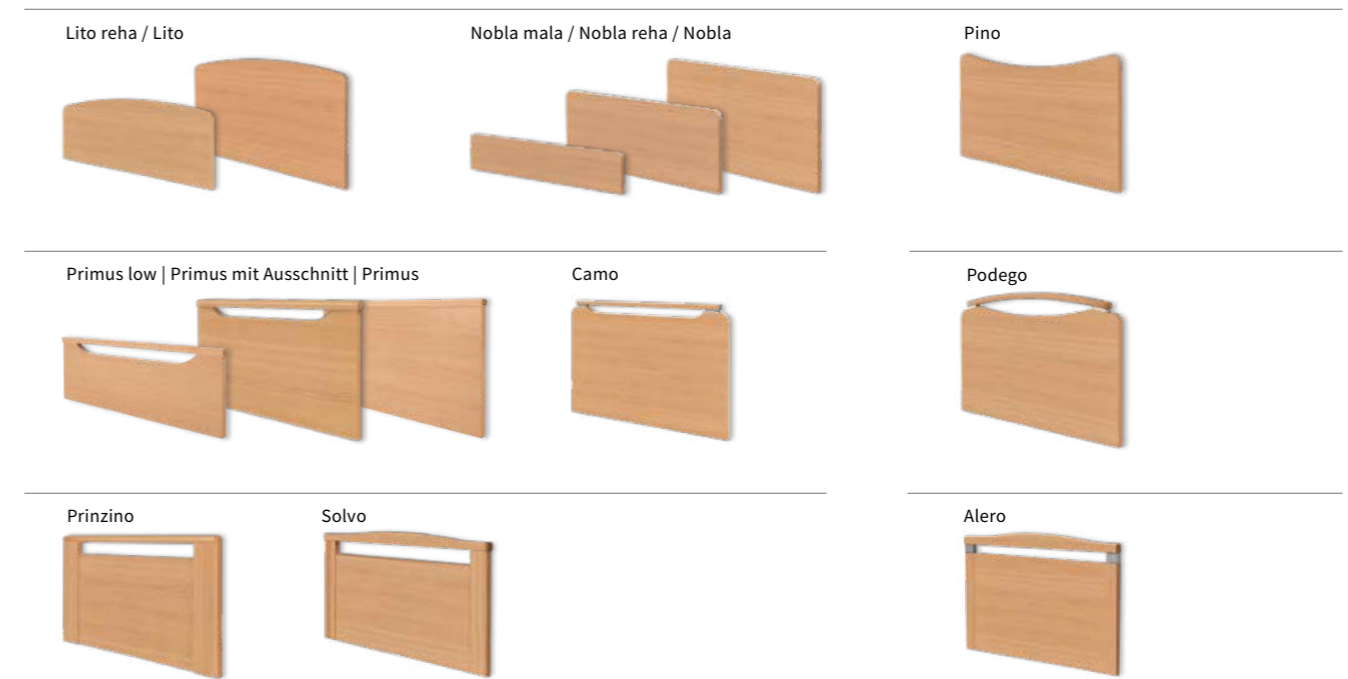 Lito reha / Lito
Nobla mala / Nobla reha / Nobla
Pino
Primus low | Primus mit Ausschnitt | Primus
Camo
Podego
Prinzino
Solvo
Alero